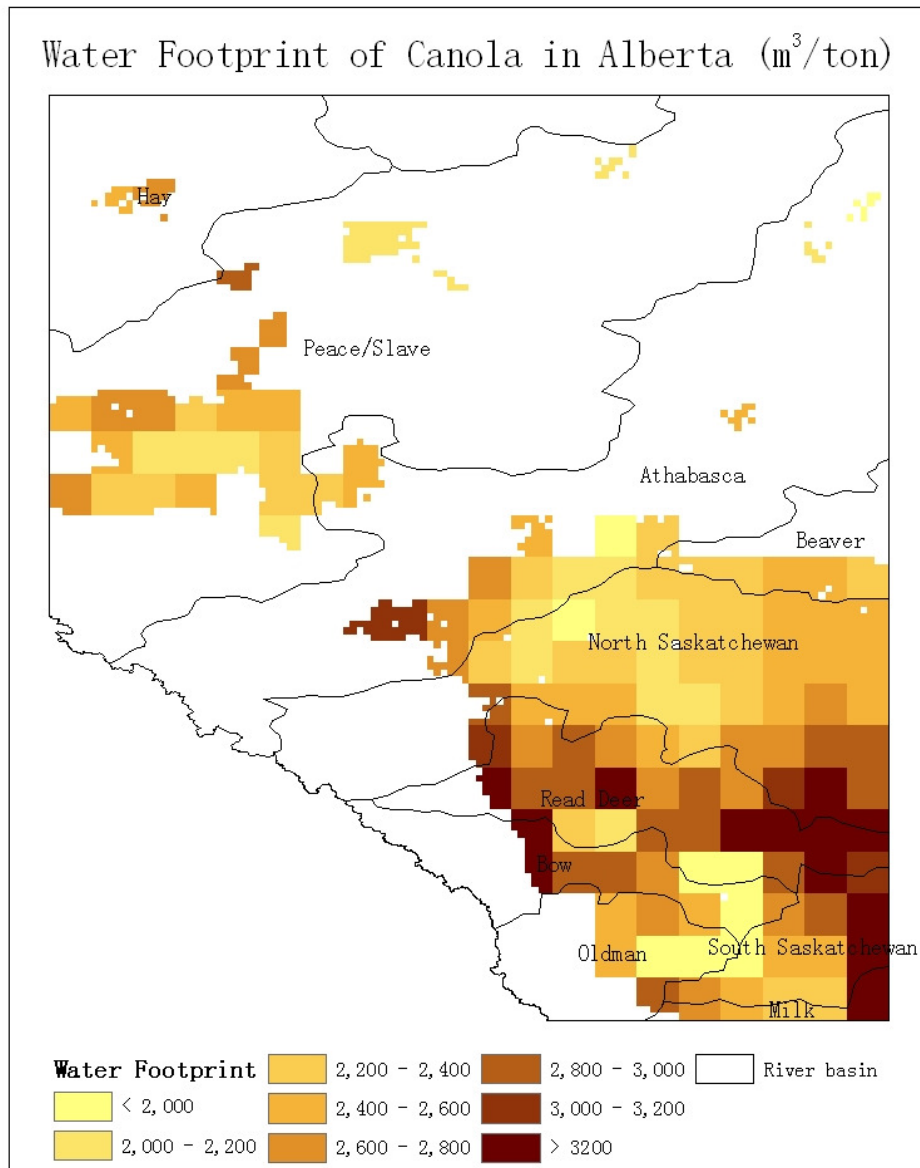 Water Footprint of Canola in Alberta (m³/ton)
Hay
Peace/Slave
Athabasca
Beaver
North Saskatchewan
Read Deer
Bow
Oldman
South Saskatchewan
Milk
Water Footprint
< 2,000
2,000 - 2,200
2,200 - 2,400
2,400 - 2,600
2,600 - 2,800
2,800 - 3,000
3,000 - 3,200
> 3200
River basin